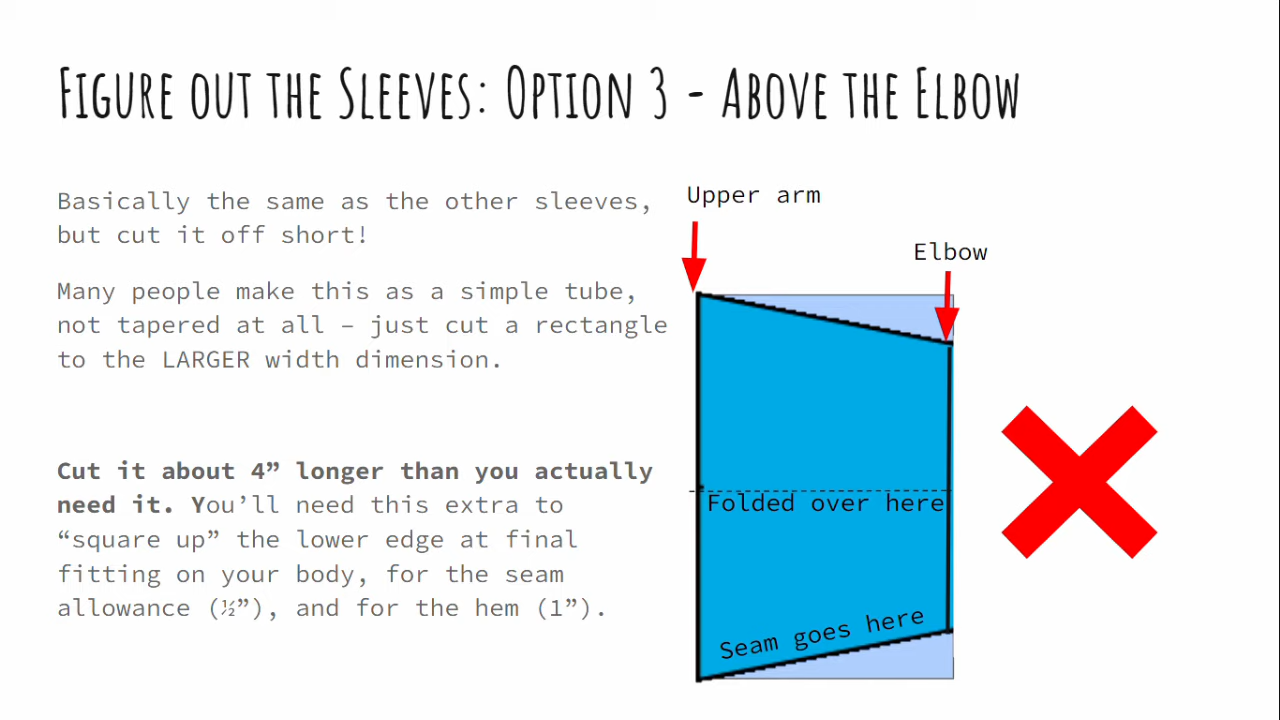 Figure out the Sleeves: Option 3 - Above the Elbow
Basically the same as the other sleeves,
but cut it off short!
Many people make this as a simple tube,
not tapered at all – just cut a rectangle
to the LARGER width dimension.
Cut it about 4” longer than you actually
need it. You’ll need this extra to
“square up” the lower edge at final
fitting on your body, for the seam
allowance (½”), and for the hem (1”).
Upper arm
Elbow
Folded over here
Seam goes here